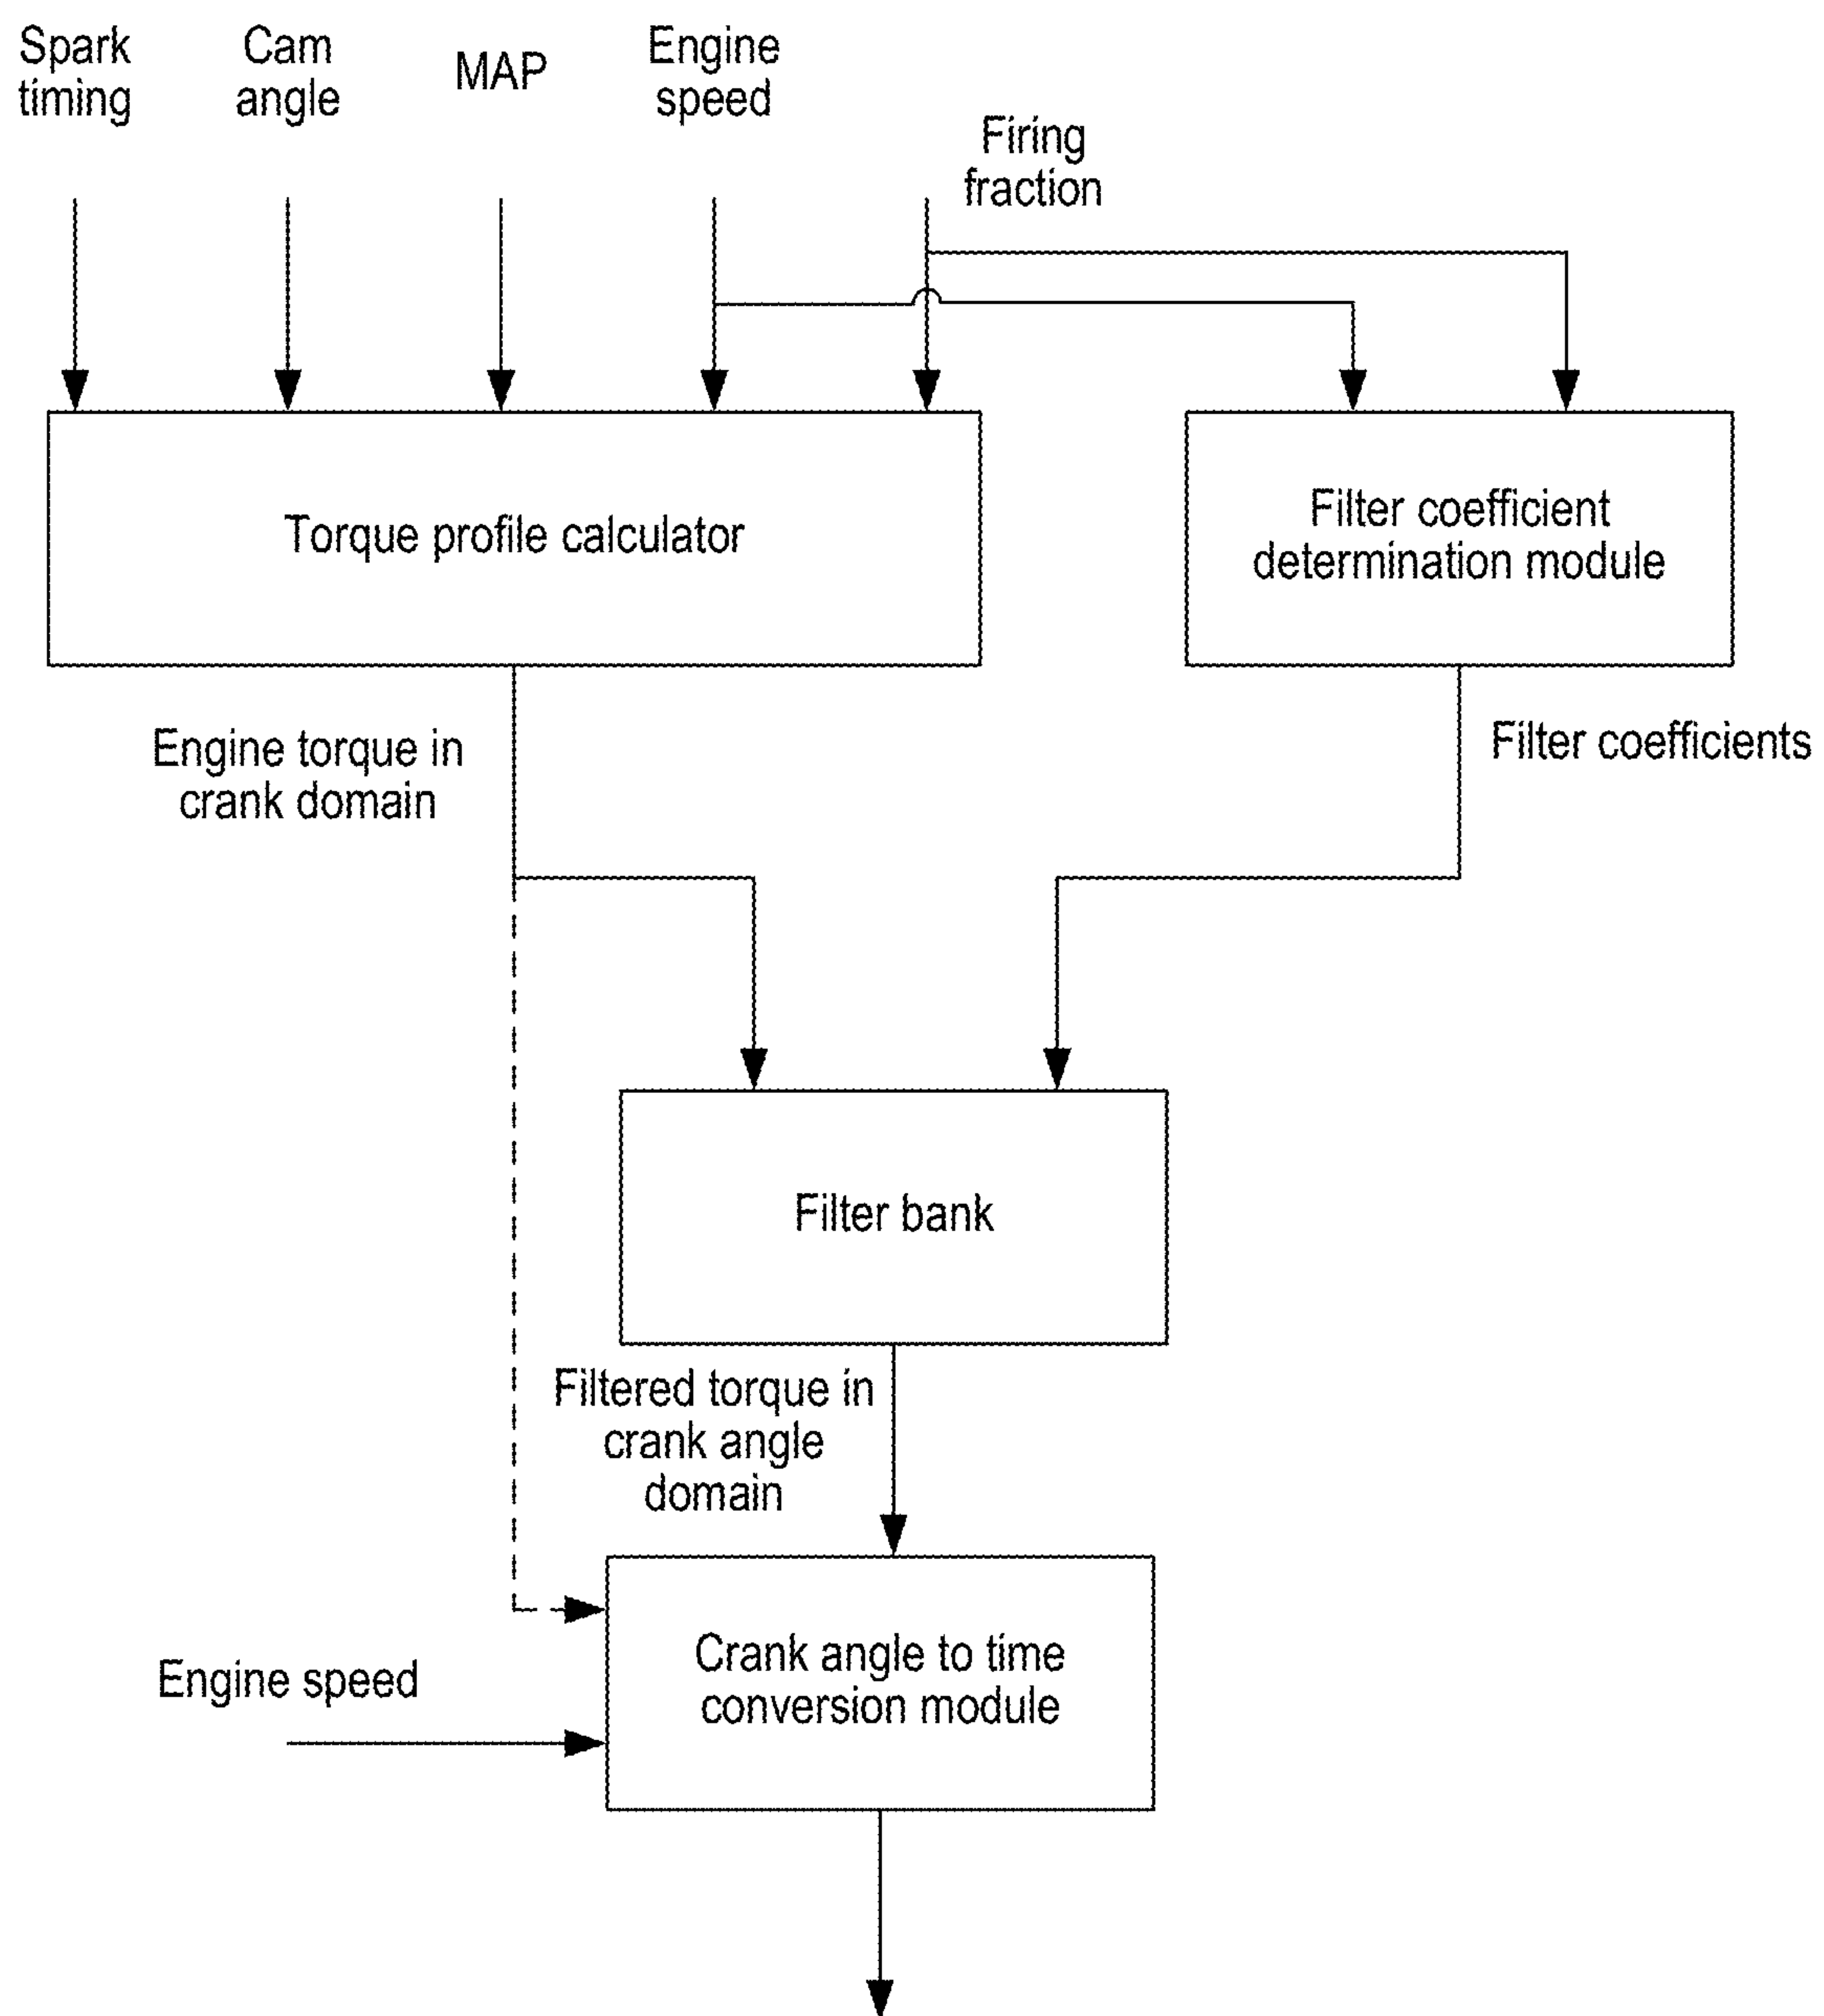 Spark
timing
Cam
angle
MAP
Engine
speed
Firing
fraction
Torque profile calculator
Filter coefficient
determination module
Engine torque in
crank domain
Filter coefficients
Filter bank
Filtered torque in
crank angle
domain
Crank angle to time
conversion module
Engine speed